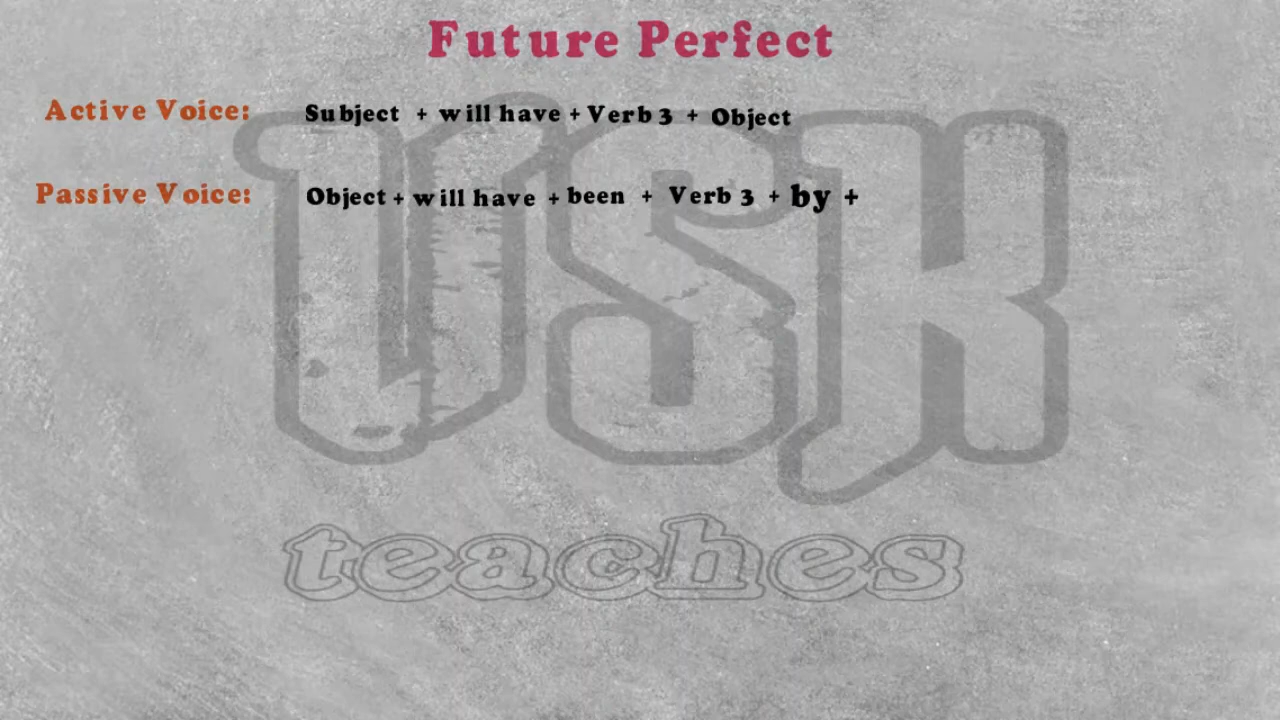 Future Perfect
Active Voice: Subject + will have + Verb 3 + Object
Passive Voice: Object + will have + been + Verb 3 + by +
VSK
teaches